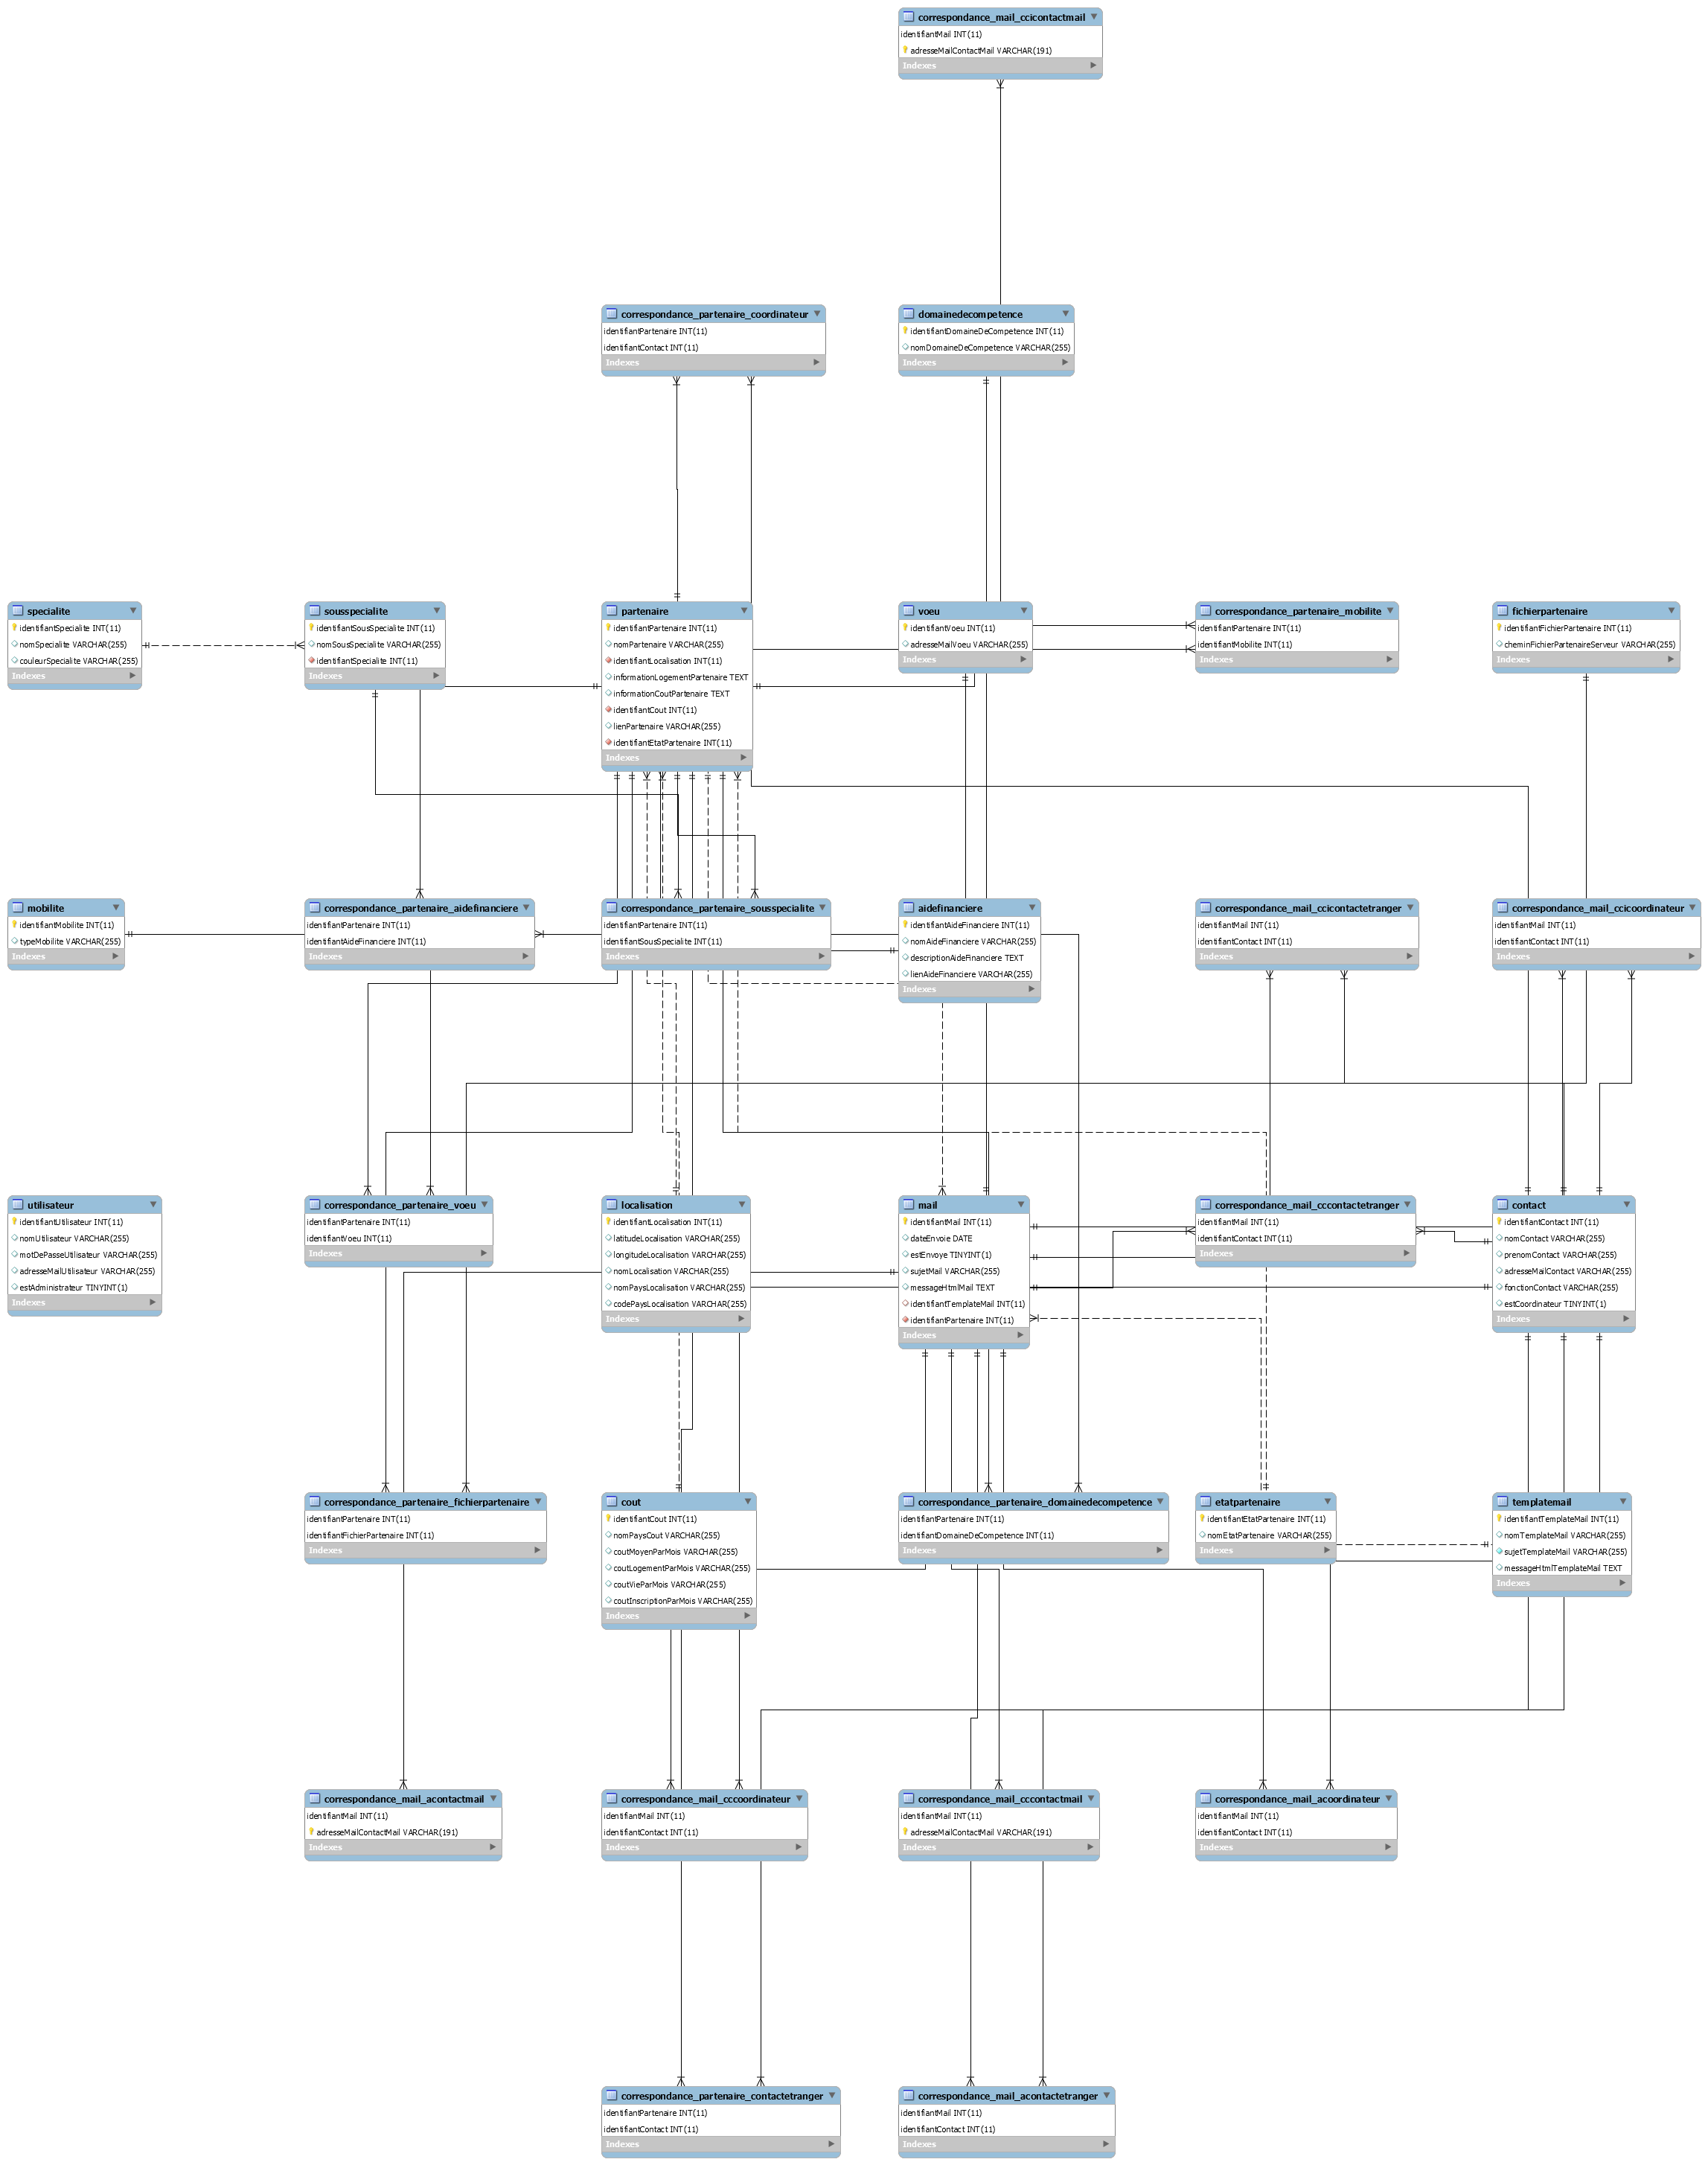 correspondance_mail_ccicontactmail
identifiantMail INT(11)
adresseMailContactMail VARCHAR(191)
Indexes
correspondance_partenaire_coordinateur
identifiantPartenaire INT(11)
identifiantContact INT(11)
Indexes
domainedecompetence
identifiantDomaineDeCompetence INT(11)
nomDomaineDeCompetence VARCHAR(255)
Indexes
specialite
identifiantSpecialite INT(11)
nomSpecialite VARCHAR(255)
couleurSpecialite VARCHAR(255)
Indexes
sousspecialite
identifiantSousSpecialite INT(11)
nomSousSpecialite VARCHAR(255)
identifiantSpecialite INT(11)
Indexes
partenaire
identifiantPartenaire INT(11)
nomPartenaire VARCHAR(255)
identifiantLocalisation INT(11)
informationLogementPartenaire TEXT
informationCoutPartenaire TEXT
identifiantCout INT(11)
lienPartenaire VARCHAR(255)
identifiantEtatPartenaire INT(11)
Indexes
voeu
identifiantVoeu INT(11)
adresseMailVoeu VARCHAR(255)
Indexes
correspondance_partenaire_mobilite
identifiantPartenaire INT(11)
identifiantMobilite INT(11)
Indexes
fichierpartenaire
identifiantFichierPartenaire INT(11)
cheminFichierPartenaireServeur VARCHAR(255)
Indexes
mobilite
identifiantMobilite INT(11)
typeMobilite VARCHAR(255)
Indexes
correspondance_partenaire_aidefinanciere
identifiantPartenaire INT(11)
identifiantAideFinanciere INT(11)
Indexes
correspondance_partenaire_sousspecialite
identifiantPartenaire INT(11)
identifiantSousSpecialite INT(11)
Indexes
aidefinanciere
identifiantAideFinanciere INT(11)
nomAideFinanciere VARCHAR(255)
descriptionAideFinanciere TEXT
lienAideFinanciere VARCHAR(255)
Indexes
correspondance_mail_ccicontactetranger
identifiantMail INT(11)
identifiantContact INT(11)
Indexes
correspondance_mail_ccicoordinateur
identifiantMail INT(11)
identifiantContact INT(11)
Indexes
utilisateur
identifiantUtilisateur INT(11)
nomUtilisateur VARCHAR(255)
motDePasseUtilisateur VARCHAR(255)
adresseMailUtilisateur VARCHAR(255)
estAdministrateur TINYINT(1)
Indexes
correspondance_partenaire_voeu
identifiantPartenaire INT(11)
identifiantVoeu INT(11)
Indexes
localisation
identifiantLocalisation INT(11)
latitudeLocalisation VARCHAR(255)
longitudeLocalisation VARCHAR(255)
nomLocalisation VARCHAR(255)
nomPaysLocalisation VARCHAR(255)
codePaysLocalisation VARCHAR(255)
Indexes
mail
identifiantMail INT(11)
dateEnvoie DATE
estEnvoye TINYINT(1)
sujetMail VARCHAR(255)
messageHtmlMail TEXT
identifiantTemplateMail INT(11)
identifiantPartenaire INT(11)
Indexes
correspondance_mail_cccontactetranger
identifiantMail INT(11)
identifiantContact INT(11)
Indexes
contact
identifiantContact INT(11)
nomContact VARCHAR(255)
prenomContact VARCHAR(255)
adresseMailContact VARCHAR(255)
fonctionContact VARCHAR(255)
estCoordinateur TINYINT(1)
Indexes
correspondance_partenaire_fichierpartenaire
identifiantPartenaire INT(11)
identifiantFichierPartenaire INT(11)
Indexes
cout
identifiantCout INT(11)
nomPaysCout VARCHAR(255)
coutMoyenParMois VARCHAR(255)
coutLogementParMois VARCHAR(255)
coutVieParMois VARCHAR(255)
coutInscriptionParMois VARCHAR(255)
Indexes
correspondance_partenaire_domainedecompetence
identifiantPartenaire INT(11)
identifiantDomaineDeCompetence INT(11)
Indexes
etatpartenaire
identifiantEtatPartenaire INT(11)
nomEtatPartenaire VARCHAR(255)
Indexes
templatemail
identifiantTemplateMail INT(11)
nomTemplateMail VARCHAR(255)
sujetTemplateMail VARCHAR(255)
messageHtmlTemplateMail TEXT
Indexes
correspondance_mail_acontactmail
identifiantMail INT(11)
adresseMailContactMail VARCHAR(191)
Indexes
correspondance_mail_cccoordinateur
identifiantMail INT(11)
identifiantContact INT(11)
Indexes
correspondance_mail_cccontactmail
identifiantMail INT(11)
adresseMailContactMail VARCHAR(191)
Indexes
correspondance_mail_acoordinateur
identifiantMail INT(11)
identifiantContact INT(11)
Indexes
correspondance_partenaire_contactetranger
identifiantPartenaire INT(11)
identifiantContact INT(11)
Indexes
correspondance_mail_acontactetranger
identifiantMail INT(11)
identifiantContact INT(11)
Indexes